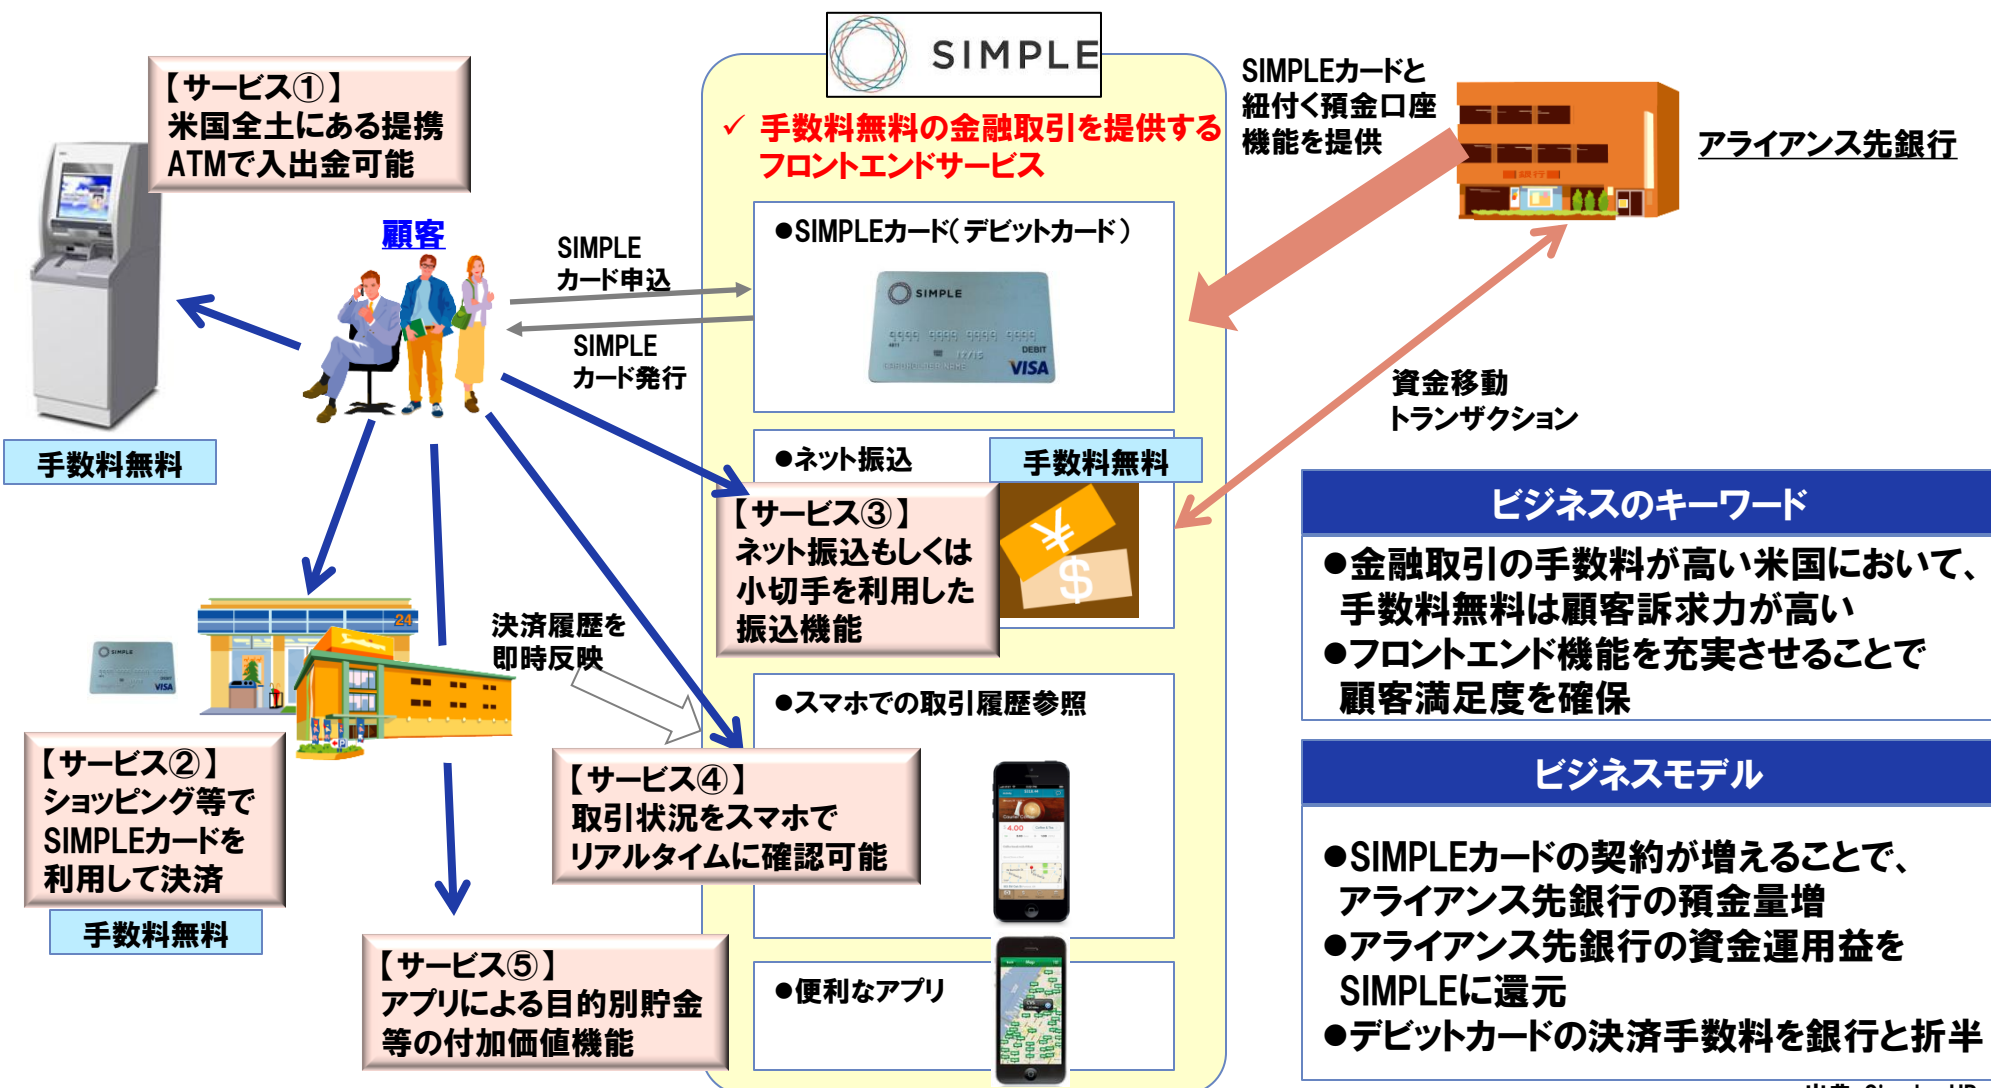 SIMPLE
【サービス①】
米国全土にある提携
ATMで入出金可能
手数料無料
顧客
SIMPLE
カード申込
SIMPLE
カード発行
✓ 手数料無料の金融取引を提供する
フロントエンドサービス
●SIMPLEカード(デビットカード)
SIMPLE
DEBIT
VISA
SIMPLEカードと
紐付く預金口座
機能を提供
銀行
アライアンス先銀行
資金移動
トランザクション
●ネット振込
手数料無料
【サービス③】
ネット振込もしくは
小切手を利用した
振込機能
¥
$
24
SIMPLE
VISA
決済履歴を
即時反映
【サービス②】
ショッピング等で
SIMPLEカードを
利用して決済
手数料無料
●スマホでの取引履歴参照
【サービス④】
取引状況をスマホで
リアルタイムに確認可能
4.00
【サービス⑤】
アプリによる目的別貯金
等の付加価値機能
●便利なアプリ
Map
ビジネスのキーワード
●金融取引の手数料が高い米国において、
手数料無料は顧客訴求力が高い
●フロントエンド機能を充実させることで
顧客満足度を確保
ビジネスモデル
●SIMPLEカードの契約が増えることで、
アライアンス先銀行の預金量増
●アライアンス先銀行の資金運用益を
SIMPLEに還元
●デビットカードの決済手数料を銀行と折半